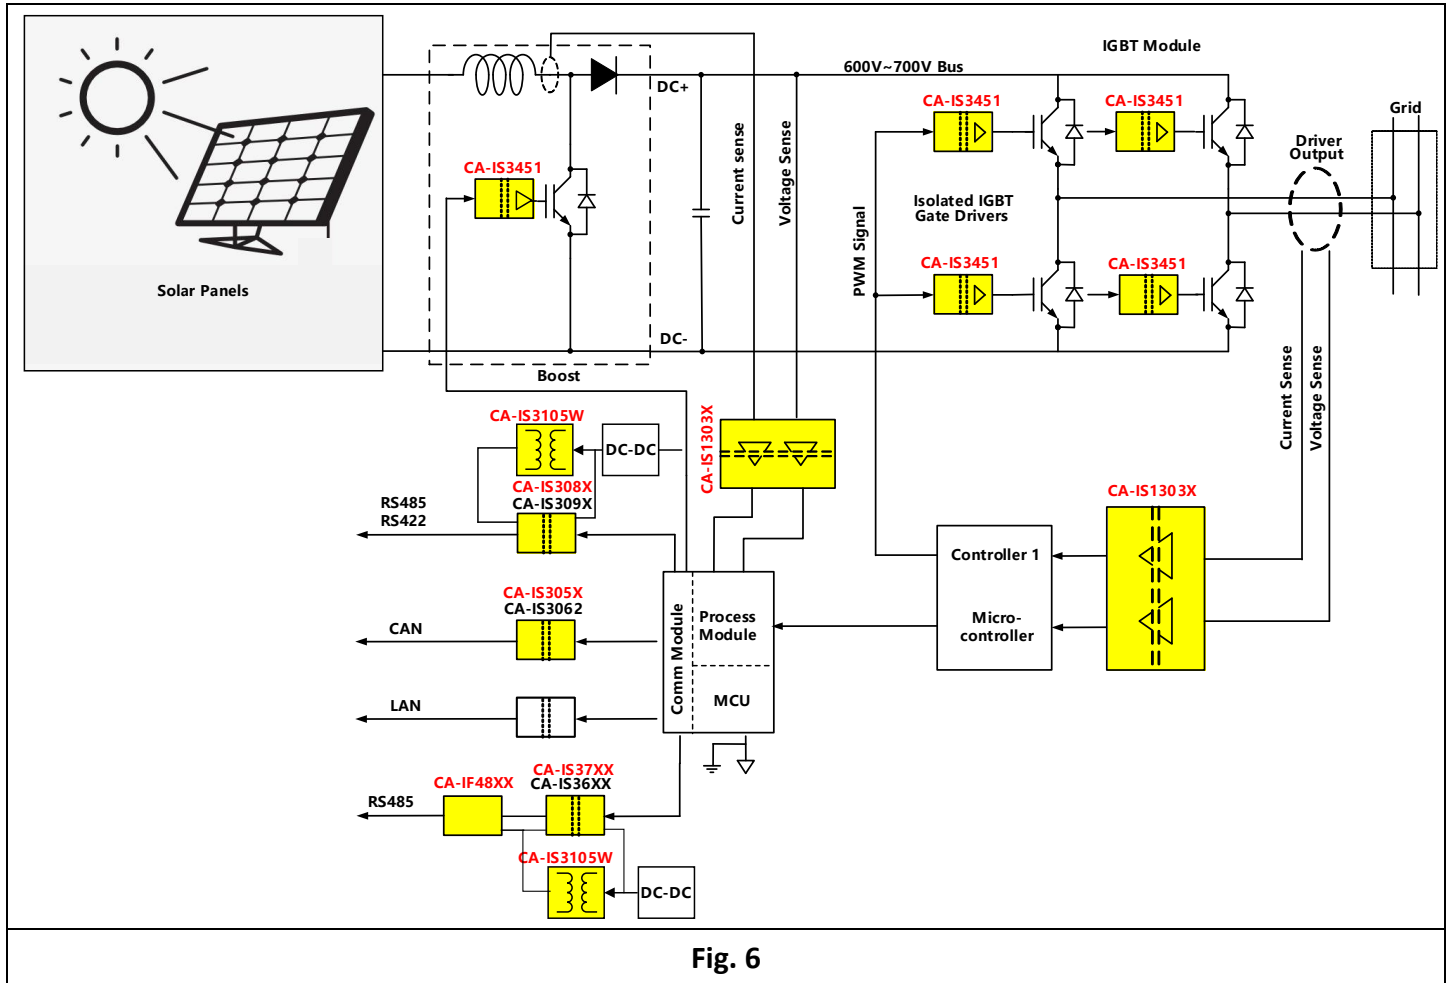 IGBT Module
600V~700V Bus
DC+
CA-IS3451
CA-IS3451
Grid
Driver
Output
CA-IS3451
Current sense
Voltage Sense
Isolated IGBT
Gate Drivers
PWM Signal
CA-IS3451
CA-IS3451
Solar Panels
DC-
Boost
Current Sense
Voltage Sense
CA-IS3105W
DC-DC
CA-IS1303X
CA-IS308X
CA-IS309X
RS485
RS422
CA-IS1303X
Controller 1
Micro-
controller
CA-IS305X
CA-IS3062
CAN
Comm Module
Process
Module
MCU
LAN
CA-IS37XX
CA-IS36XX
CA-IF48XX
RS485
CA-IS3105W
DC-DC
Fig. 6